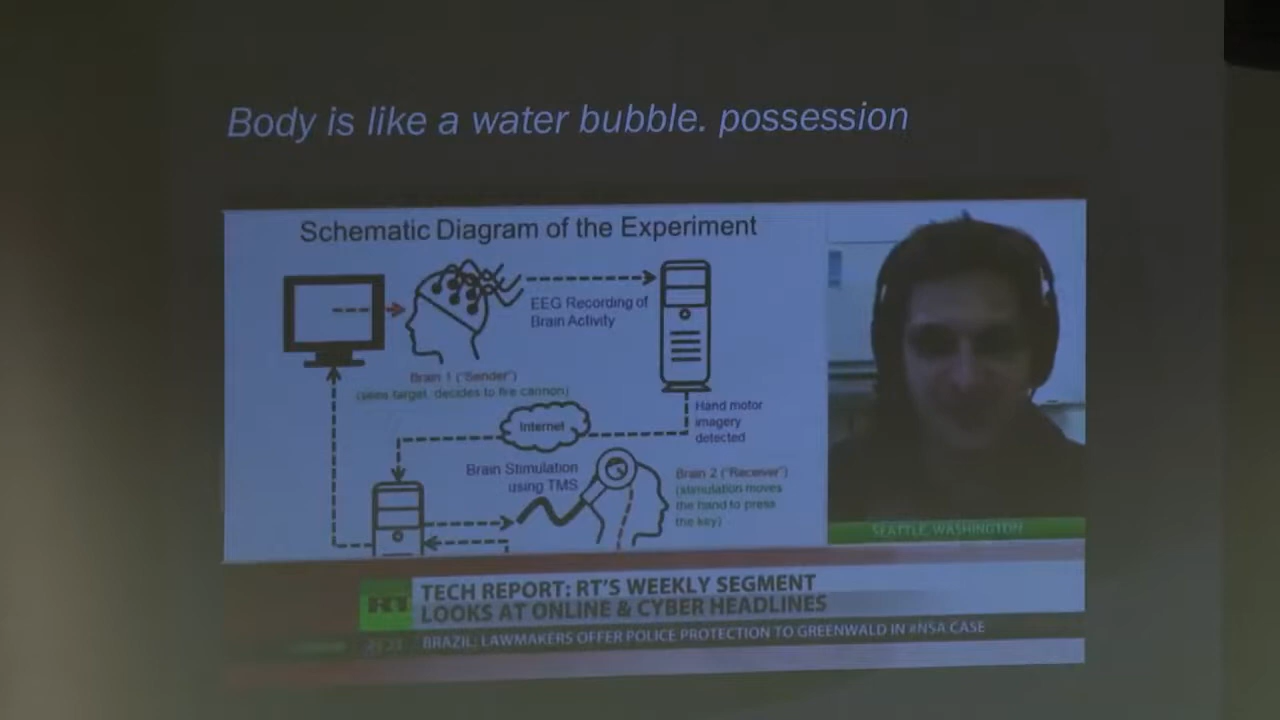 Body is like a water bubble. possession
Schematic Diagram of the Experiment
EEG Recording of
Brain Activity
Brain 1 ("Sender")
(sees target, decides to fire cannon)
Hand motor
imagery
detected
Internet
Brain Stimulation
using TMS
Brain 2 ("Receiver")
(stimulation moves
the hand to press
the key)
SEATTLE, WASHINGTON
RT
TECH REPORT: RT'S WEEKLY SEGMENT
LOOKS AT ONLINE & CYBER HEADLINES
BRAZIL: LAWMAKERS OFFER POLICE PROTECTION TO GREENWALD IN #NSA CASE